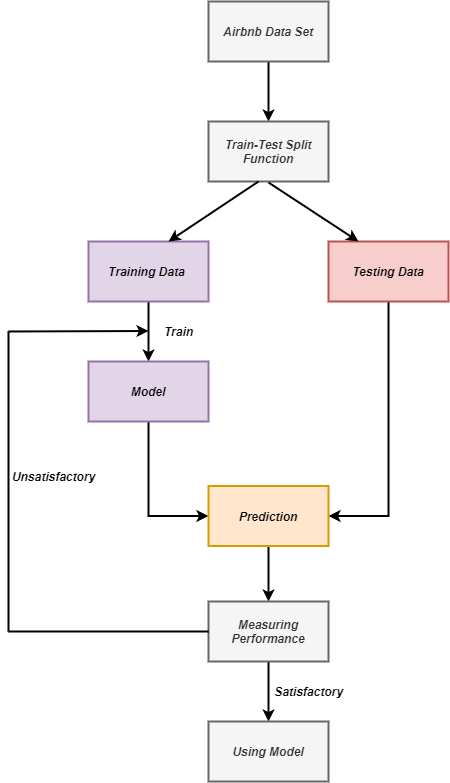 Airbnb Data Set
Train-Test Split
Function
Training Data
Testing Data
Train
Model
Unsatisfactory
Prediction
Measuring
Performance
Satisfactory
Using Model